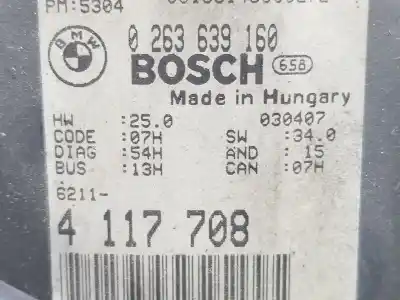 PM:5304
BMW
0 263 639 160
BOSCH 658
Made in Hungary
HW :25.0 030407
CODE :07H SW :34.0
DIAG :54H AND : 15
BUS :13H CAN :07H
6211-
4 117 708